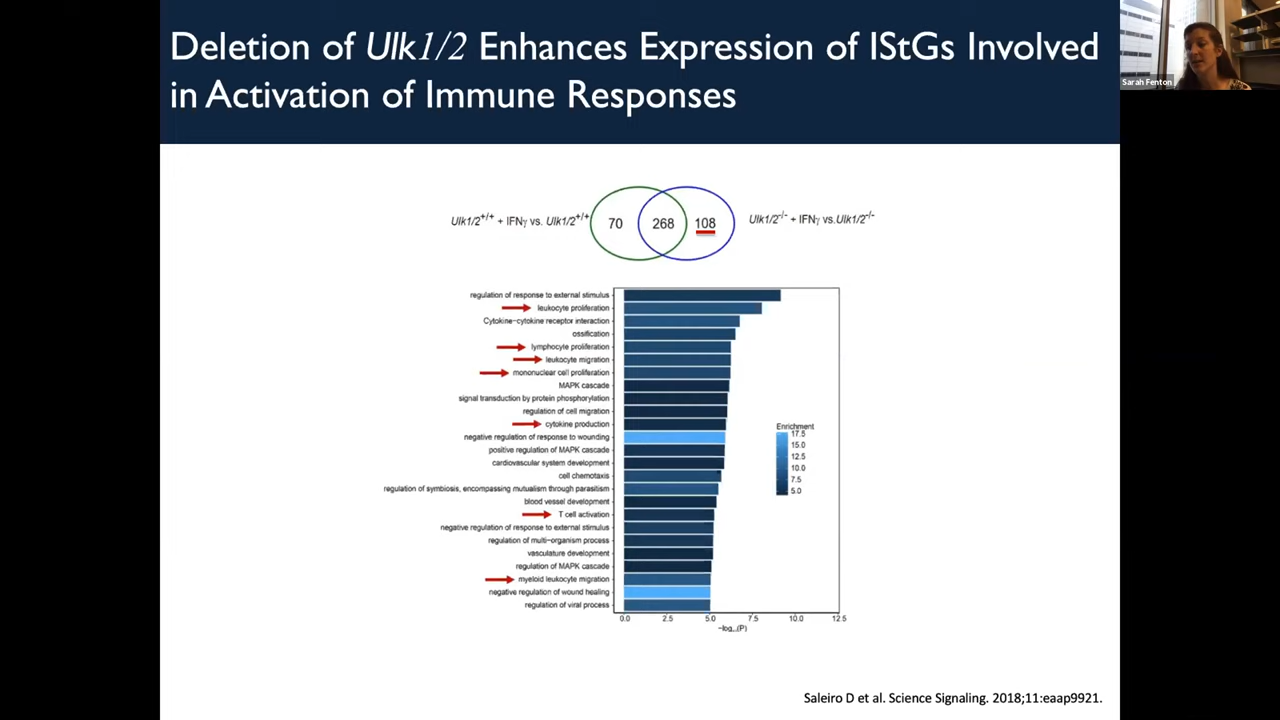 Deletion of Ulk1/2 Enhances Expression of IStGs Involved
in Activation of Immune Responses
Sarah Fenton
Ulk1/2+/+ + IFNγ vs. Ulk1/2+/+
70
268
108
Ulk1/2-/- + IFNγ vs.Ulk1/2-/-
regulation of response to external stimulus
leukocyte proliferation
Cytokine-cytokine receptor interaction
ossification
lymphocyte proliferation
leukocyte migration
mononuclear cell proliferation
MAPK cascade
signal transduction by protein phosphorylation
regulation of cell migration
cytokine production
negative regulation of response to wounding
positive regulation of MAPK cascade
cardiovascular system development
cell chemotaxis
regulation of symbiosis, encompassing mutualism through parasitism
blood vessel development
T cell activation
negative regulation of response to external stimulus
regulation of multi-organism process
vasculature development
regulation of MAPK cascade
myeloid leukocyte migration
negative regulation of wound healing
regulation of viral process
Enrichment
17.5
15.0
12.5
10.0
7.5
5.0
0.0 2.5 5.0 7.5 10.0 12.5
(P)
Saleiro D et al. Science Signaling. 2018;11:eaap9921.